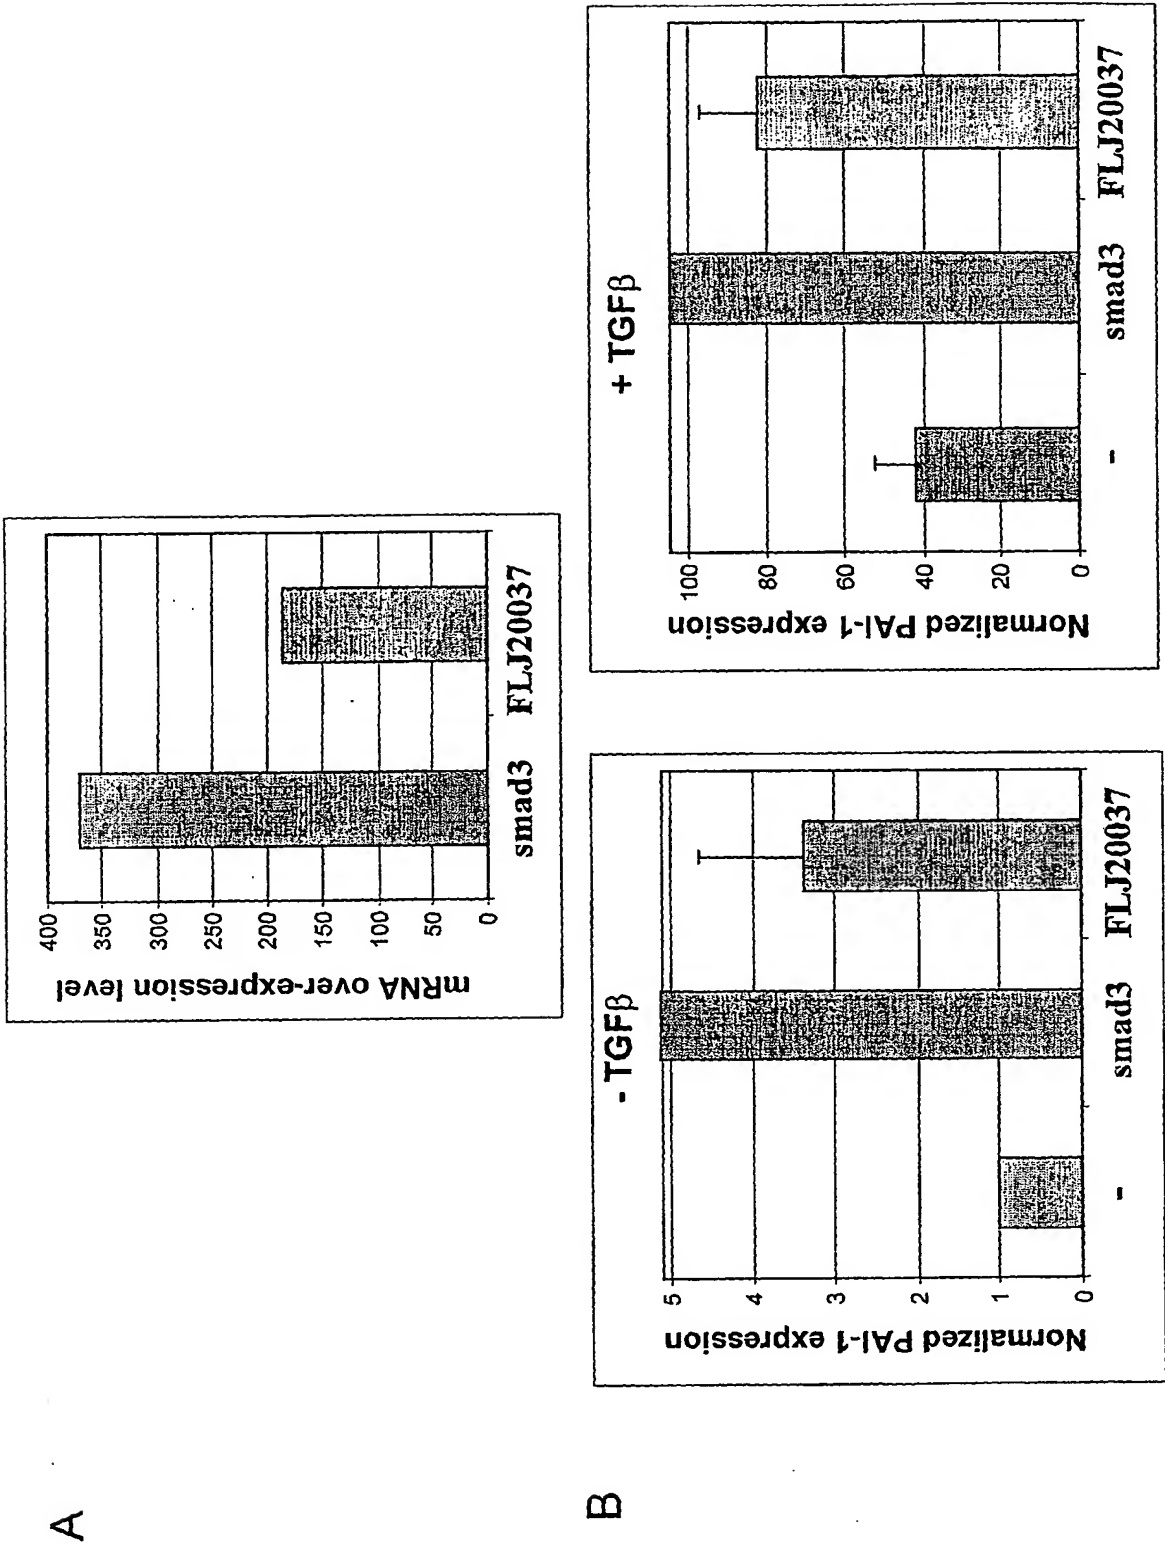 A
mRNA over-expression level
400
350
300
250
200
150
100
50
0
smad3 FLJ20037
B
- TGFβ
Normalized PAI-1 expression
5
4
3
2
1
0
- smad3 FLJ20037
+ TGFβ
Normalized PAI-1 expression
100
80
60
40
20
0
- smad3 FLJ20037